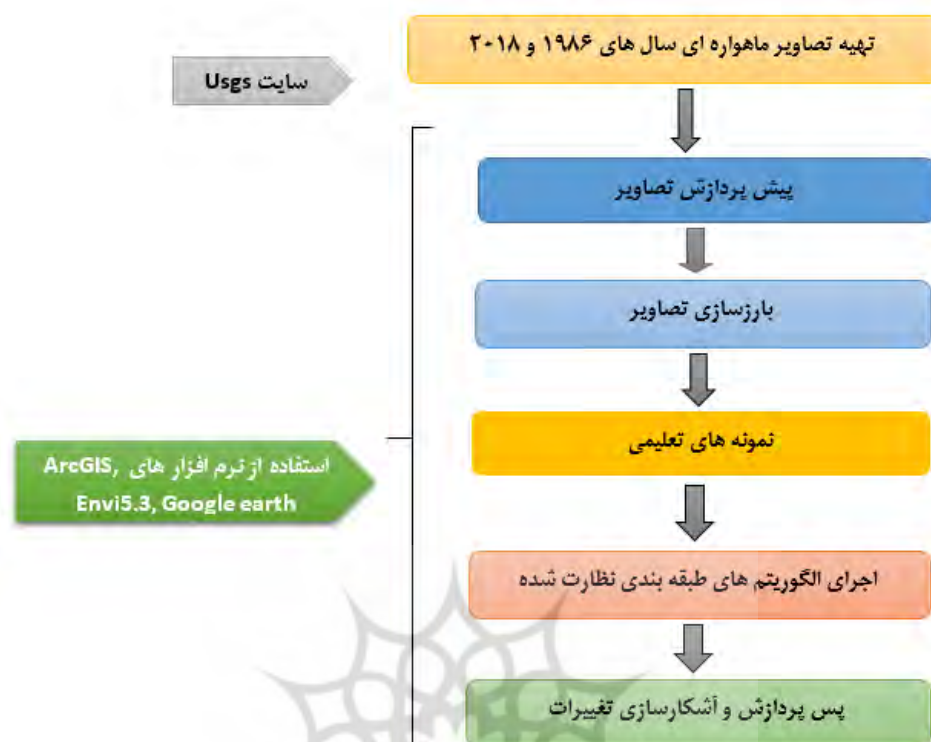 تهیه تصاویر ماهواره ای سال های ۱۹۸۶ و ۲۰۱۸
سایت Usgs
پیش پردازش تصاویر
بارزسازی تصاویر
نمونه های تعلیمی
استفاده از نرم افزار های ArcGIS,
Envi5.3, Google earth
اجرای الگوریتم های طبقه بندی نظارت شده
پس پردازش و آشکارسازی تغییرات